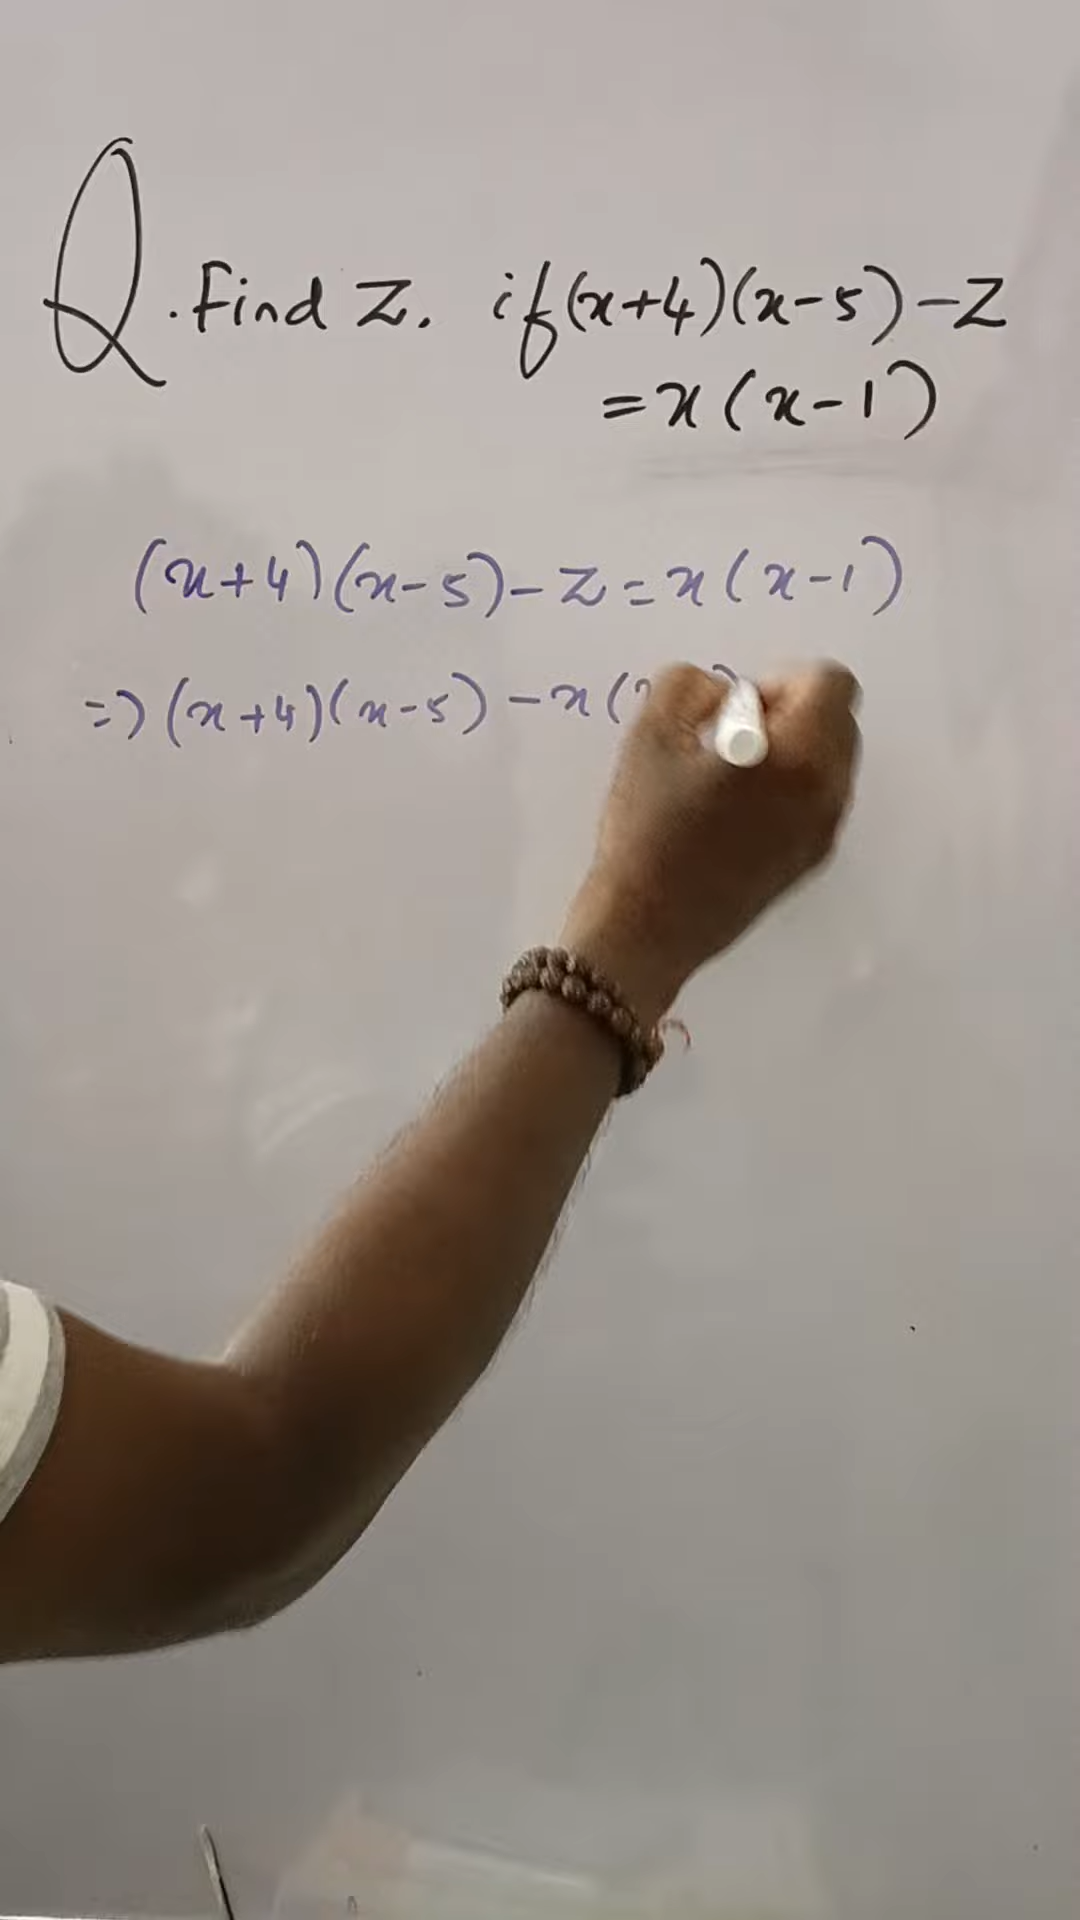 Q. Find Z. if (x+4)(x-5)-Z
=x(x-1)
(x+4)(x-5)-Z=x(x-1)
=>(x+4)(x-5)-x(